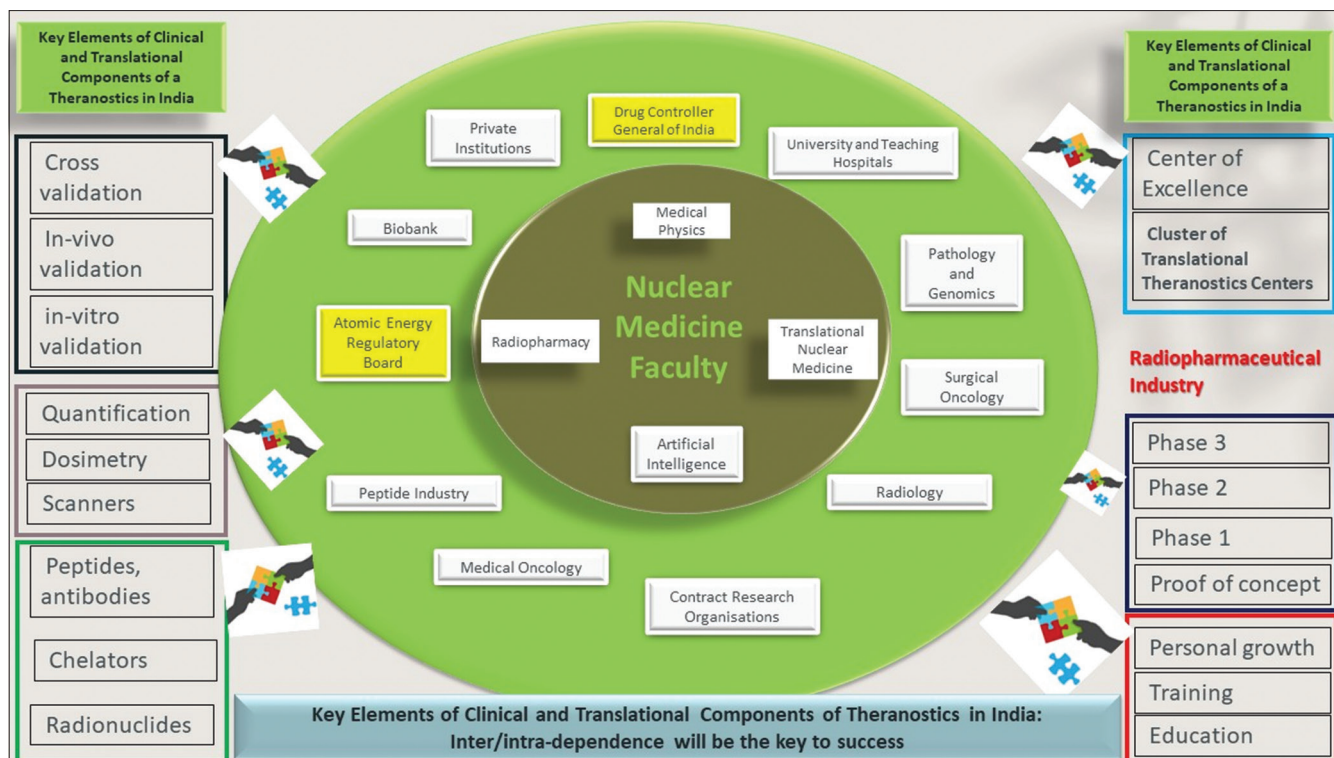 Key Elements of Clinical
and Translational
Components of a
Theranostics in India
Cross
validation
In-vivo
validation
in-vitro
validation
Quantification
Dosimetry
Scanners
Peptides,
antibodies
Chelators
Radionuclides
Drug Controller
General of India
Private
Institutions
University and Teaching
Hospitals
Biobank
Medical
Physics
Pathology
and
Genomics
Nuclear
Medicine
Faculty
Atomic Energy
Regulatory
Board
Radiopharmacy
Translational
Nuclear
Medicine
Surgical
Oncology
Artificial
Intelligence
Peptide Industry
Radiology
Medical Oncology
Contract Research
Organisations
Key Elements of Clinical and Translational Components of Theranostics in India:
Inter/intra-dependence will be the key to success
Key Elements of Clinical
and Translational
Components of a
Theranostics in India
Center of
Excellence
Cluster of
Translational
Theranostics Centers
Radiopharmaceutical
Industry
Phase 3
Phase 2
Phase 1
Proof of concept
Personal growth
Training
Education